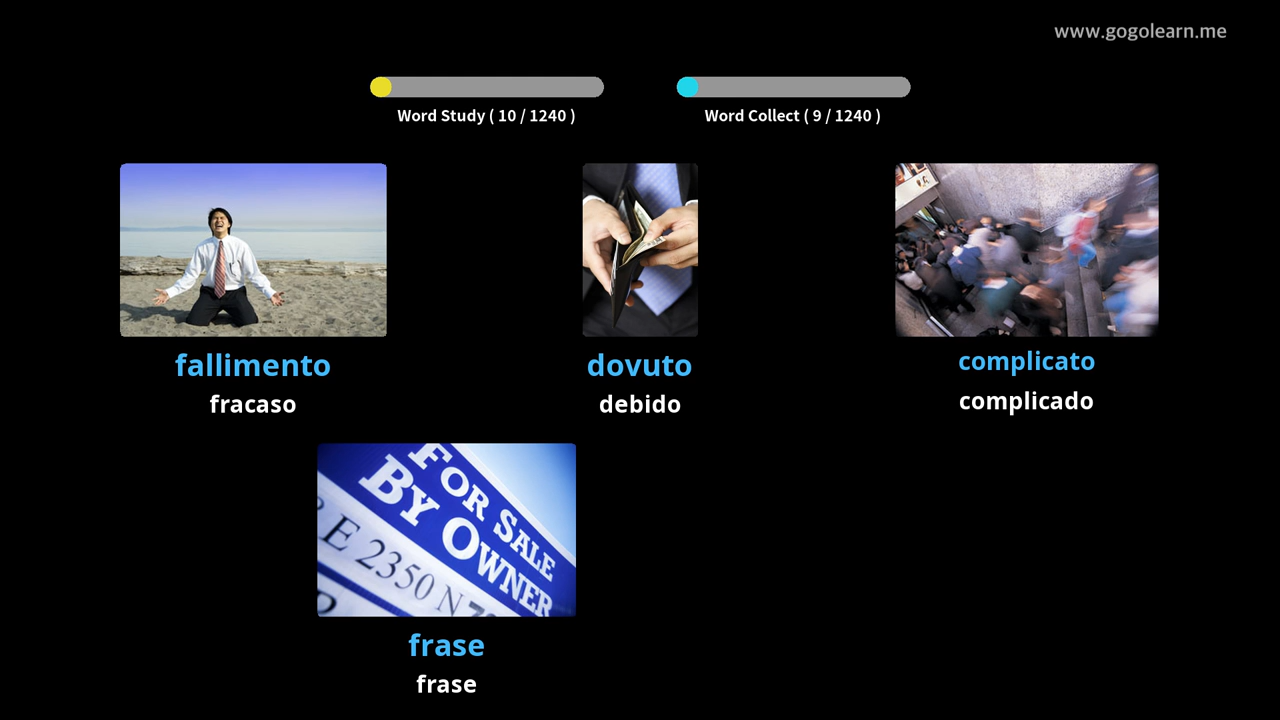 www.gogolearn.me
Word Study ( 10 / 1240 )
Word Collect ( 9 / 1240 )
fallimento
fracaso
dovuto
debido
complicato
complicado
FOR SALE
BY OWNER
E 2350 N
frase
frase